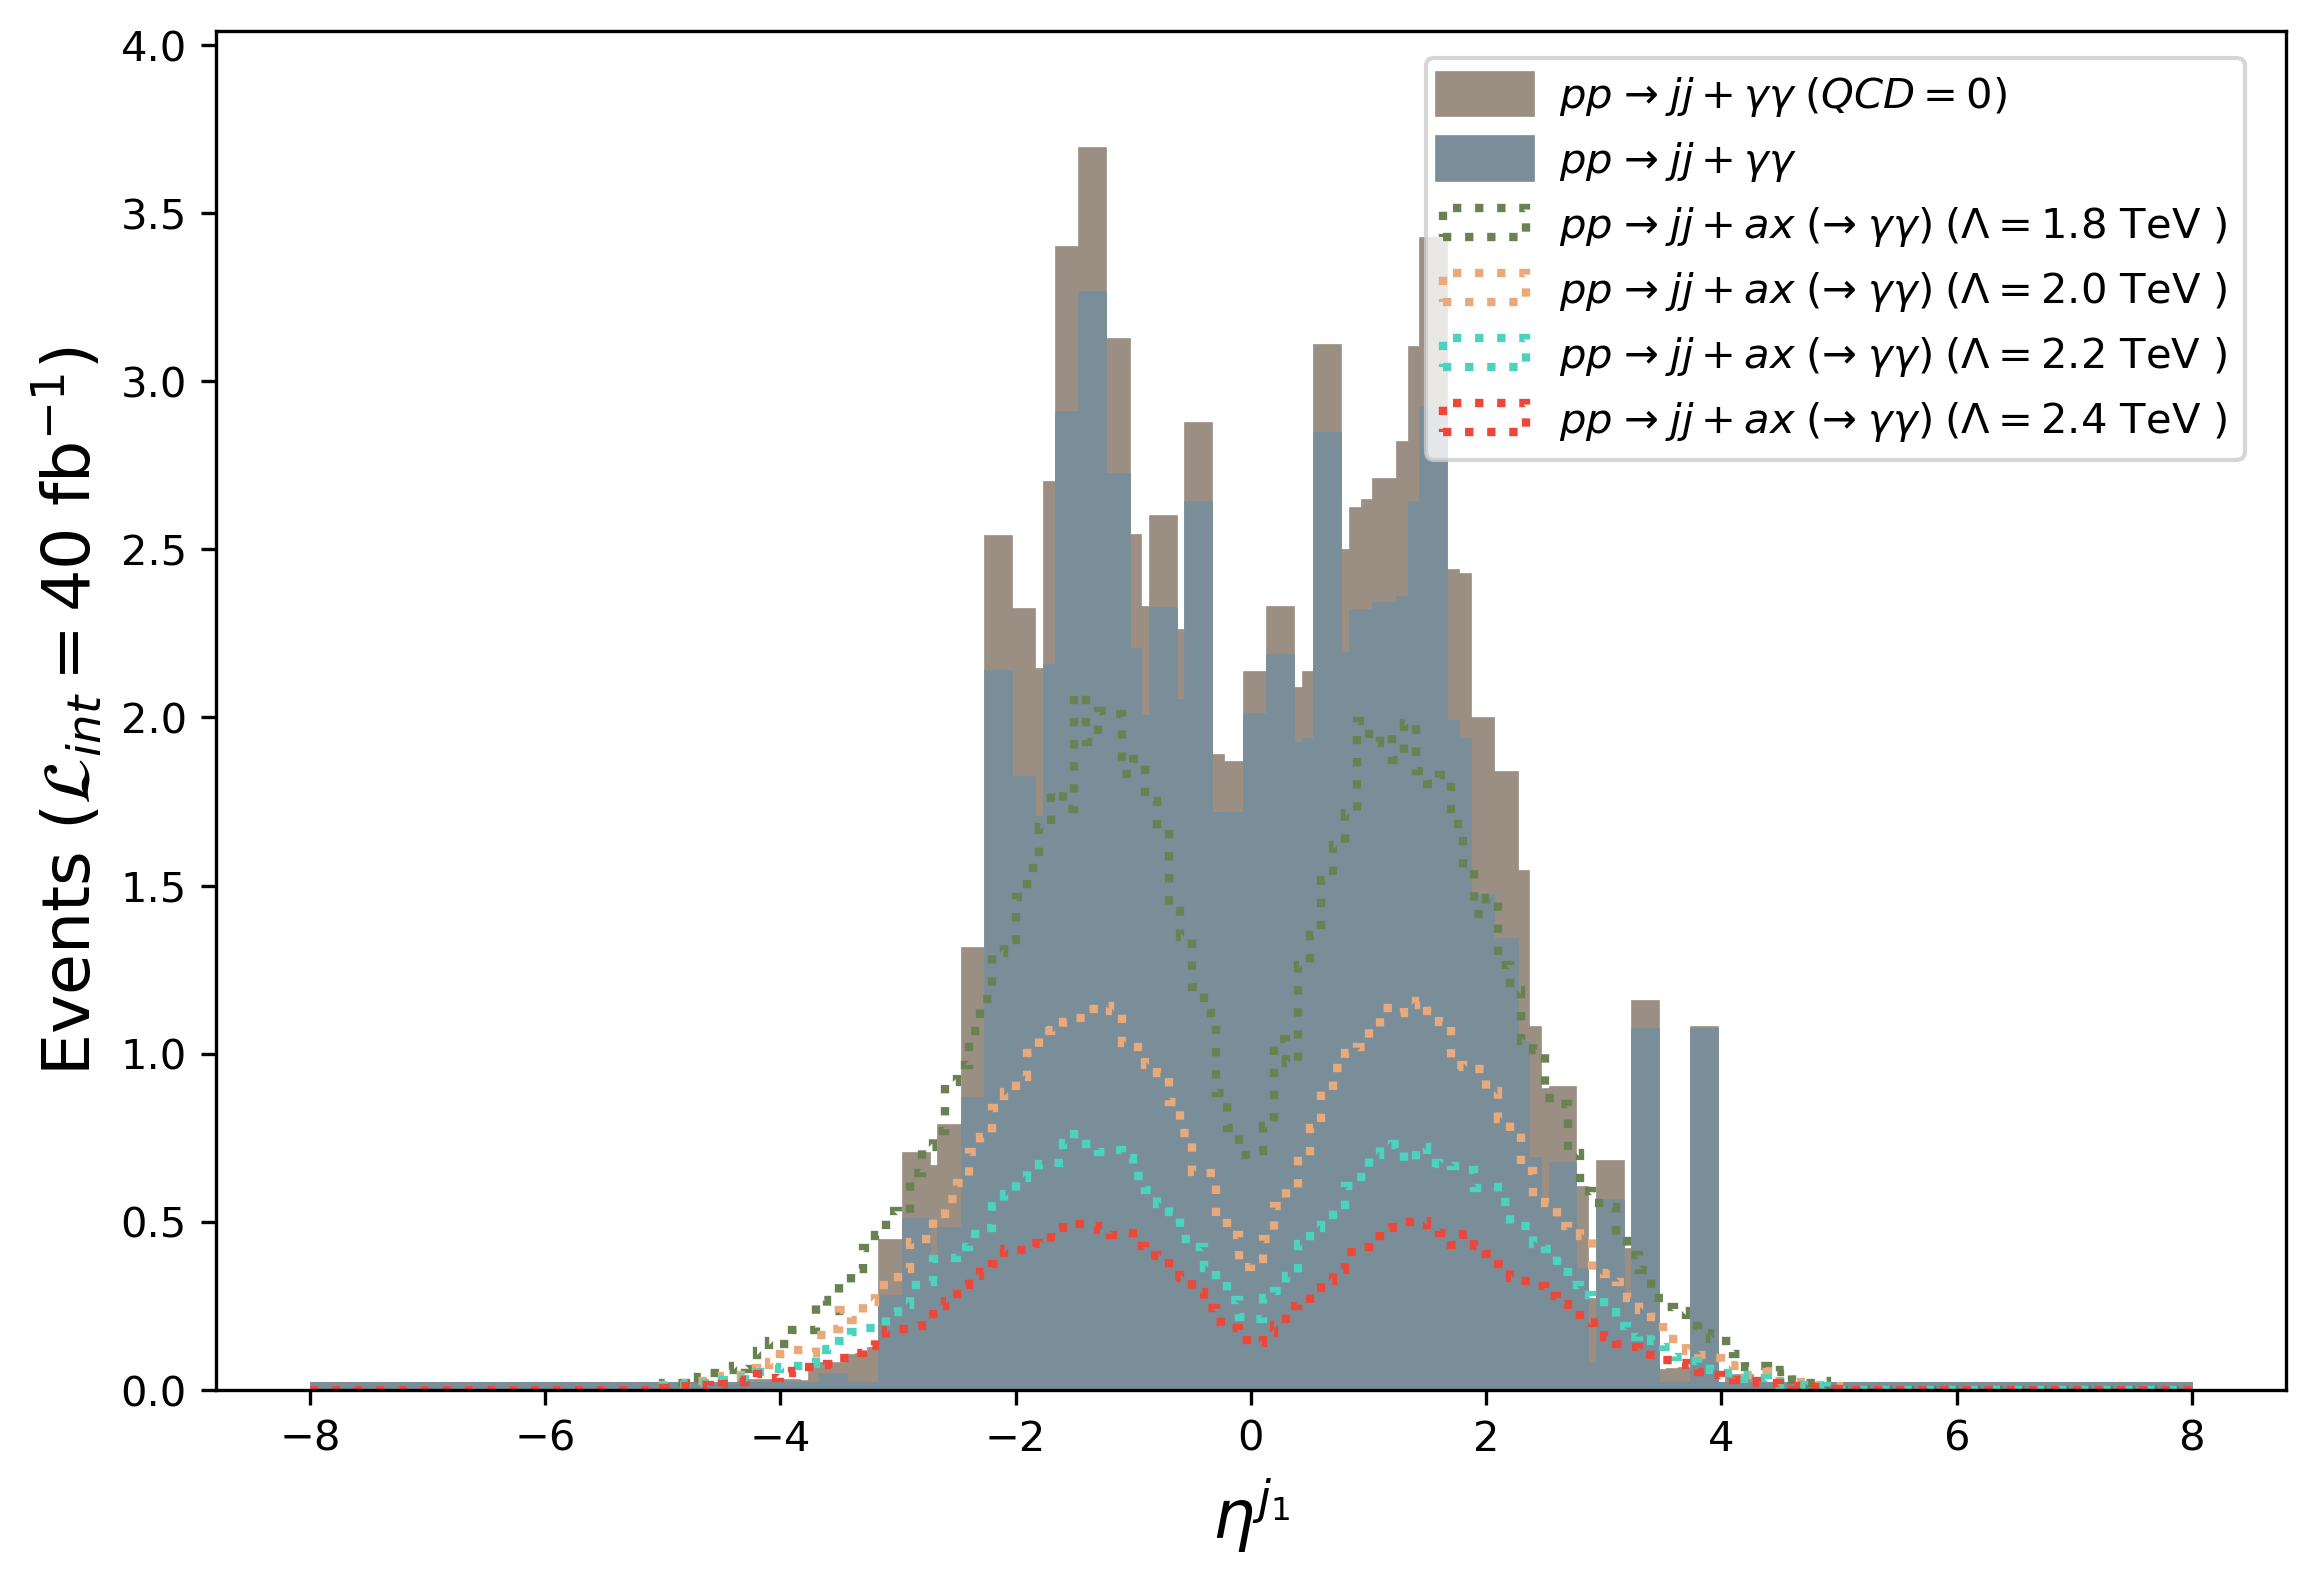 Events (ℒ_int = 40 fb⁻¹)
4.0
3.5
3.0
2.5
2.0
1.5
1.0
0.5
0.0
pp → jj + γγ (QCD = 0)
pp → jj + γγ
pp → jj + ax (→ γγ) (Λ = 1.8 TeV )
pp → jj + ax (→ γγ) (Λ = 2.0 TeV )
pp → jj + ax (→ γγ) (Λ = 2.2 TeV )
pp → jj + ax (→ γγ) (Λ = 2.4 TeV )
−8 −6 −4 −2 0 2 4 6 8
η^{j_1}